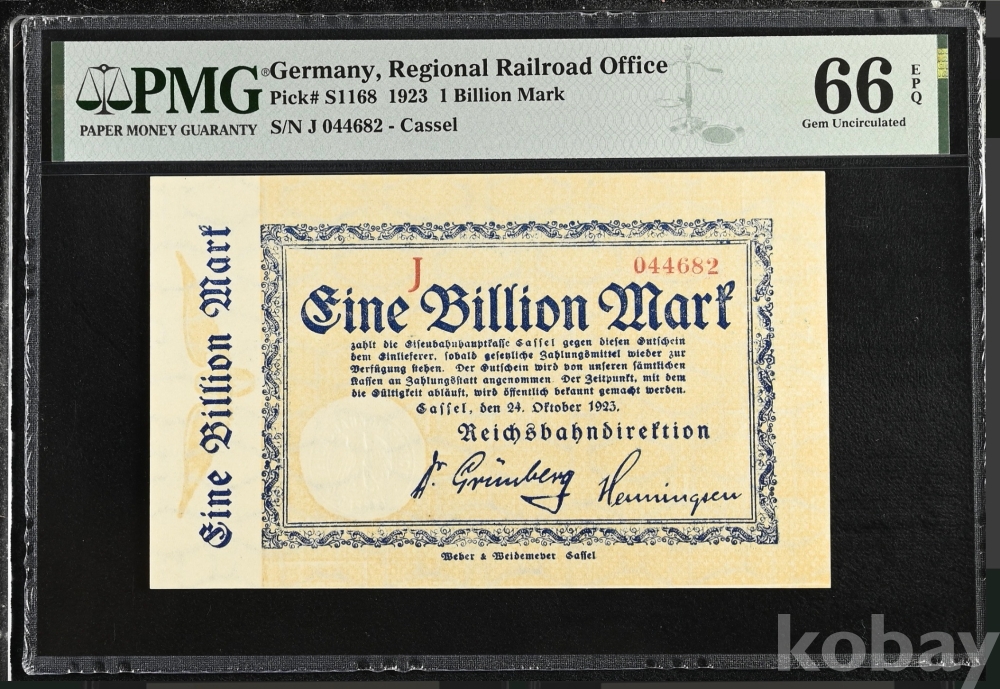 PMG®
PAPER MONEY GUARANTY
Germany, Regional Railroad Office
Pick# S1168 1923 1 Billion Mark
S/N J 044682 - Cassel
66 EPQ
Gem Uncirculated
Eine Billion Mark
J 044682
Eine Billion Mark
zahlt die Eisenbahnhauptkasse Cassel gegen diesen Gutschein
dem Einlieferer, sobald gesetzliche Zahlungsmittel wieder zur
Verfügung stehen. Der Gutschein wird von unseren sämtlichen
Kassen an Zahlungsstatt angenommen. Der Zeitpunkt, mit dem
die Gültigkeit abläuft, wird öffentlich bekannt gemacht werden.
Cassel, den 24. Oktober 1923.
Reichsbahndirektion
Dr. Grünberg Henningsen
Weber & Weidemeyer Cassel
kobay